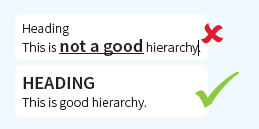 Heading
This is not a good hierarchy.
HEADING
This is good hierarchy.